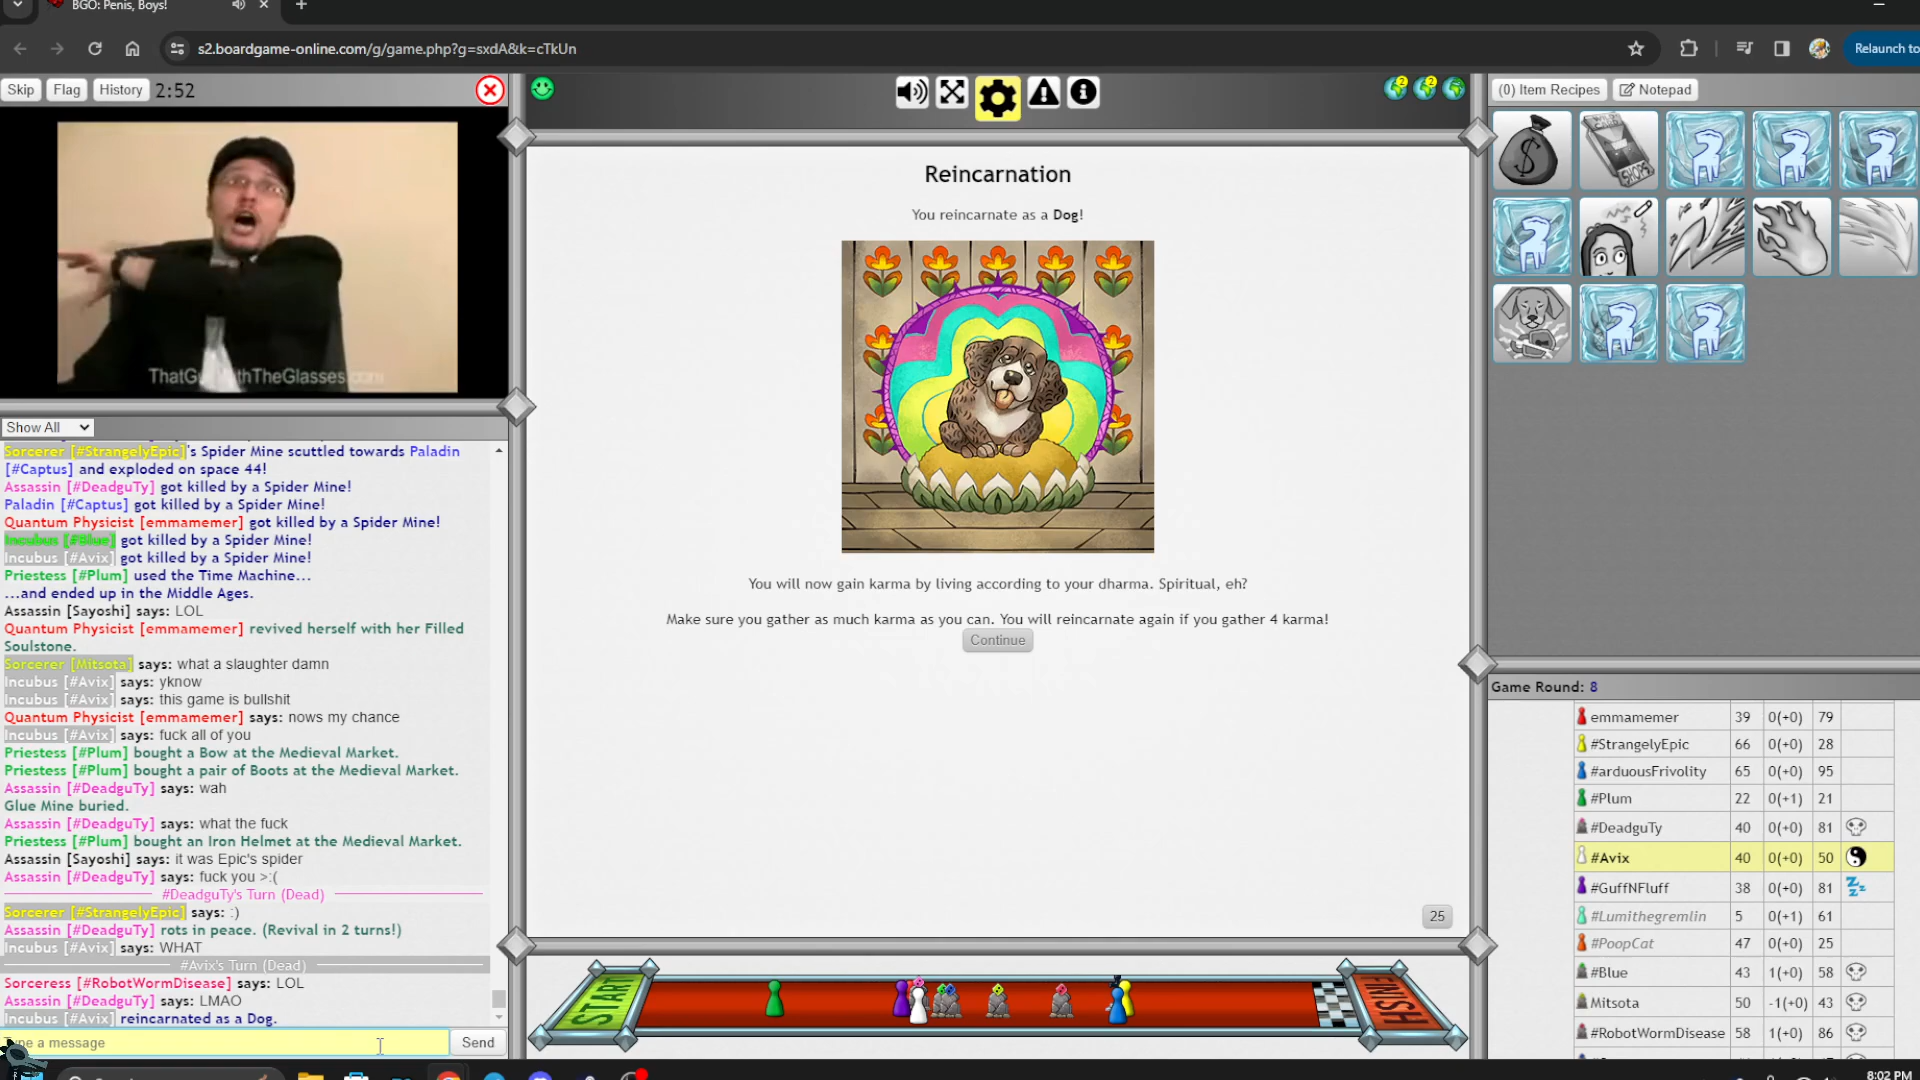 BGO: Penis, Boys!
s2.boardgame-online.com/g/game.php?g=sxdA&k=cTkUn
Relaunch to
Skip Flag History 2:52
(0) Item Recipes Notepad
SHOP
Reincarnation
You reincarnate as a Dog!
You will now gain karma by living according to your dharma. Spiritual, eh?
Make sure you gather as much karma as you can. You will reincarnate again if you gather 4 karma!
Continue
25
Show All
Sorcerer [#StrangelyEpic]'s Spider Mine scuttled towards Paladin
[#Captus] and exploded on space 44!
Assassin [#DeadguTy] got killed by a Spider Mine!
Paladin [#Captus] got killed by a Spider Mine!
Quantum Physicist [emmamemer] got killed by a Spider Mine!
Incubus [#Blue] got killed by a Spider Mine!
Incubus [#Avix] got killed by a Spider Mine!
Priestess [#Plum] used the Time Machine...
...and ended up in the Middle Ages.
Assassin [Sayoshi] says: LOL
Quantum Physicist [emmamemer] revived herself with her Filled
Soulstone.
Sorcerer [Mitsota] says: what a slaughter damn
Incubus [#Avix] says: yknow
Incubus [#Avix] says: this game is bullshit
Quantum Physicist [emmamemer] says: nows my chance
Incubus [#Avix] says: fuck all of you
Priestess [#Plum] bought a Bow at the Medieval Market.
Priestess [#Plum] bought a pair of Boots at the Medieval Market.
Assassin [#DeadguTy] says: wah
Glue Mine buried.
Assassin [#DeadguTy] says: what the fuck
Priestess [#Plum] bought an Iron Helmet at the Medieval Market.
Assassin [Sayoshi] says: it was Epic's spider
Assassin [#DeadguTy] says: fuck you >:(
#DeadguTy's Turn (Dead)
Sorcerer [#StrangelyEpic] says: :)
Assassin [#DeadguTy] rots in peace. (Revival in 2 turns!)
Incubus [#Avix] says: WHAT
#Avix's Turn (Dead)
Sorceress [#RobotWormDisease] says: LOL
Assassin [#DeadguTy] says: LMAO
Incubus [#Avix] reincarnated as a Dog.
Send
START
FINISH
Game Round: 8
emmamemer 39 0(+0) 79
#StrangelyEpic 66 0(+0) 28
#arduousFrivolity 65 0(+0) 95
#Plum 22 0(+1) 21
#DeadguTy 40 0(+0) 81
#Avix 40 0(+0) 50
#GuffNFluff 38 0(+0) 81
#Lumithegremlin 5 0(+1) 61
#PoopCat 47 0(+0) 25
#Blue 43 1(+0) 58
Mitsota 50 -1(+0) 43
#RobotWormDisease 58 1(+0) 86
8:02 PM